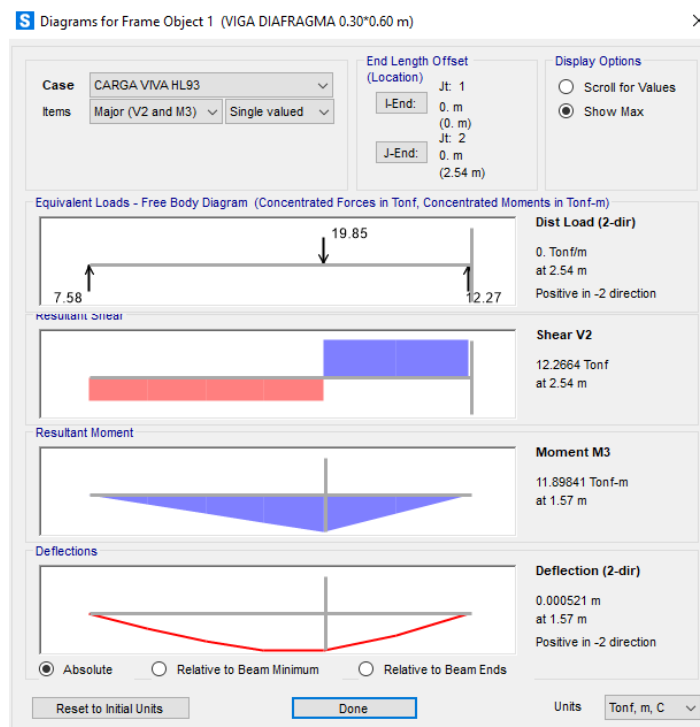 S Diagrams for Frame Object 1 (VIGA DIAFRAGMA 0.30*0.60 m)
Case CARGA VIVA HL93
Items Major (V2 and M3) Single valued
End Length Offset
(Location)
Jt: 1
I-End: 0. m
(0. m)
Jt: 2
J-End: 0. m
(2.54 m)
Display Options
Scroll for Values
Show Max
Equivalent Loads - Free Body Diagram (Concentrated Forces in Tonf, Concentrated Moments in Tonf-m)
19.85
7.58
12.27
Dist Load (2-dir)
0. Tonf/m
at 2.54 m
Positive in -2 direction
Resultant Shear
Shear V2
12.2664 Tonf
at 2.54 m
Resultant Moment
Moment M3
11.89841 Tonf-m
at 1.57 m
Deflections
Deflection (2-dir)
0.000521 m
at 1.57 m
Positive in -2 direction
Absolute Relative to Beam Minimum Relative to Beam Ends
Reset to Initial Units Done Units Tonf, m, C